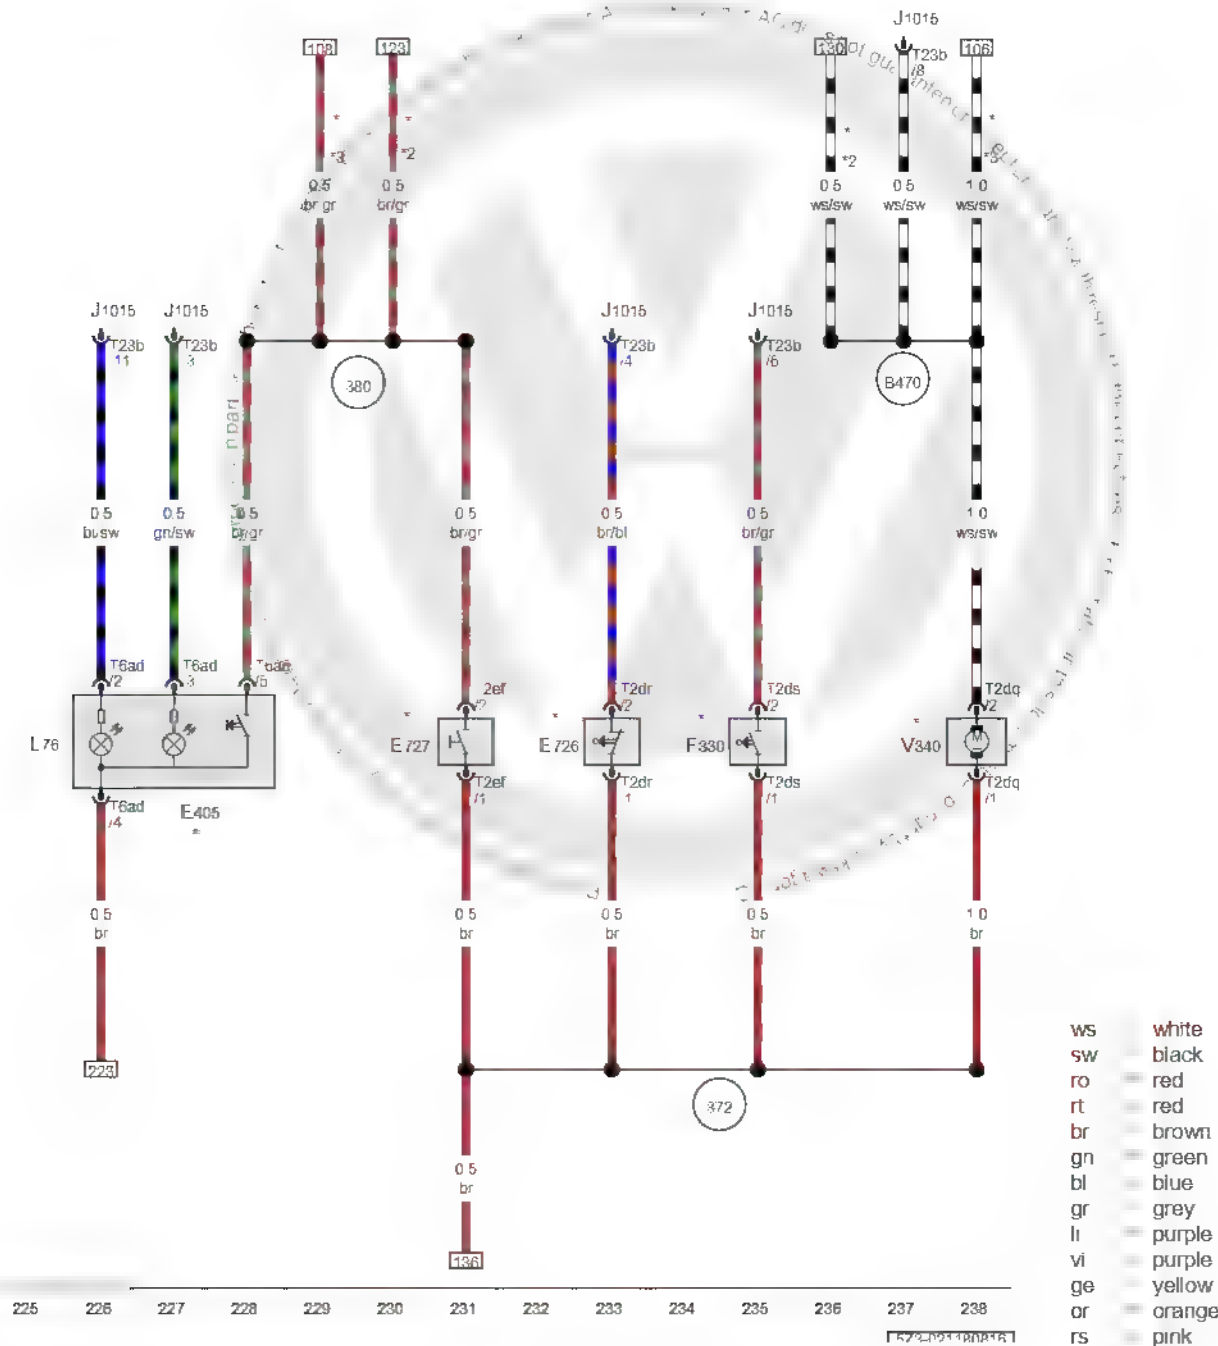 J1015
108
123
130
T23b
/8
106
*
*3
*
*2
*
*2
*
0.5
br/gr
0.5
br/gr
0.5
ws/sw
0.5
ws/sw
1.0
ws/sw
J1015
J1015
J1015
J1015
T23b
11
T23b
3
T23b
/4
T23b
/6
380
B470
0.5
0.5
gn/sw
0.5
br/gr
0.5
br/gr
0.5
br/bl
0.5
br/gr
1.0
ws/sw
T6ad
/2
T6ad
/5
T2dr
/2
T2ds
/2
T2dq
/2
L76
E727
E726
F330
V340
M
*
*
*
*
T6ad
/4
E405
*
T2ef
/1
T2dr
1
T2ds
/1
T2dq
/1
0.5
br
0.5
br
0.5
br
0.5
br
1.0
br
223
372
0.5
br
136
ws = white
sw = black
ro = red
rt = red
br = brown
gn = green
bl = blue
gr = grey
li = purple
vi = purple
ge = yellow
or = orange
rs = pink
225 226 227 228 229 230 231 232 233 234 235 236 237 238